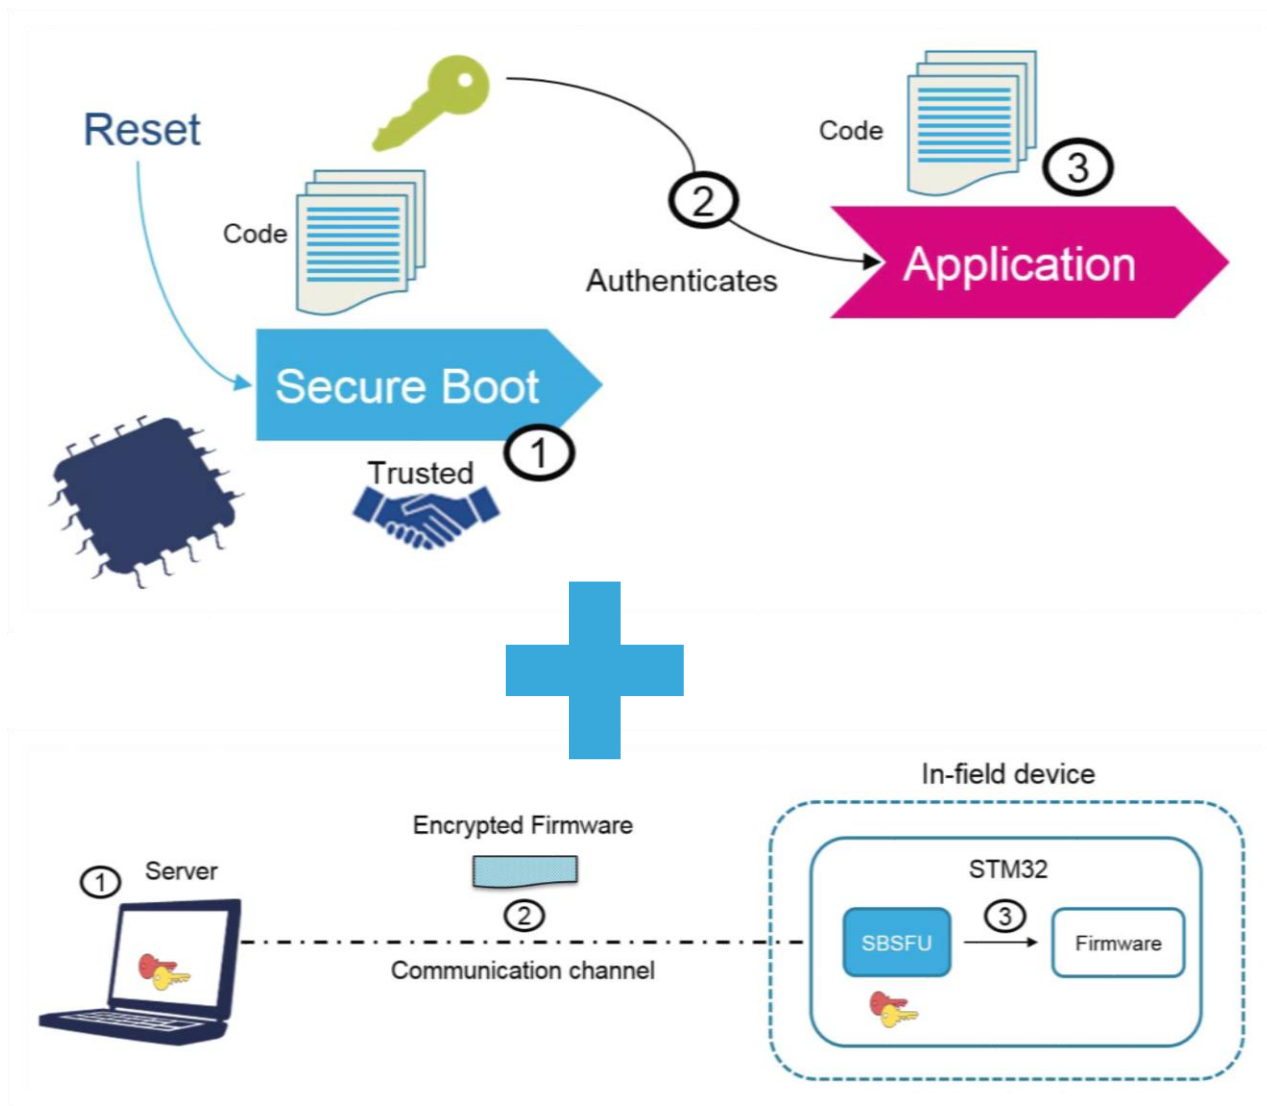 Reset
Code
Code
3
2
Authenticates
Application
Secure Boot
1
Trusted
In-field device
Encrypted Firmware
1
Server
STM32
2
3
SBSFU
Firmware
Communication channel